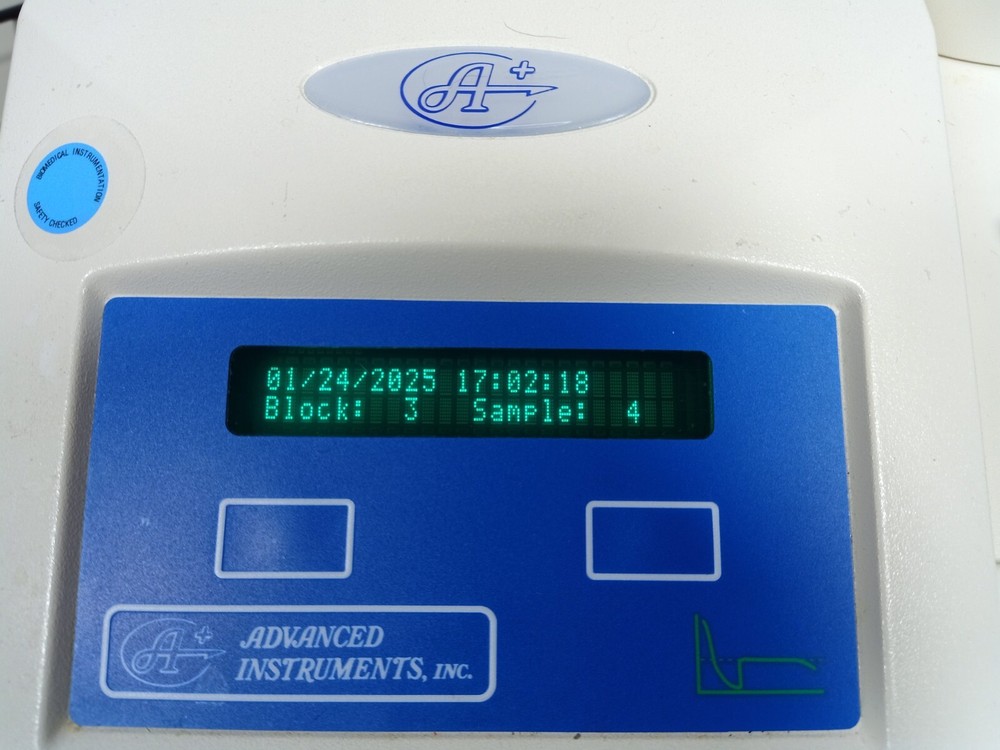 A+
BIOMEDICAL INSTRUMENTATION
SAFETY CHECKED
01/24/2025 17:02:18
Block: 3 Sample: 4
A+
ADVANCED
INSTRUMENTS, INC.